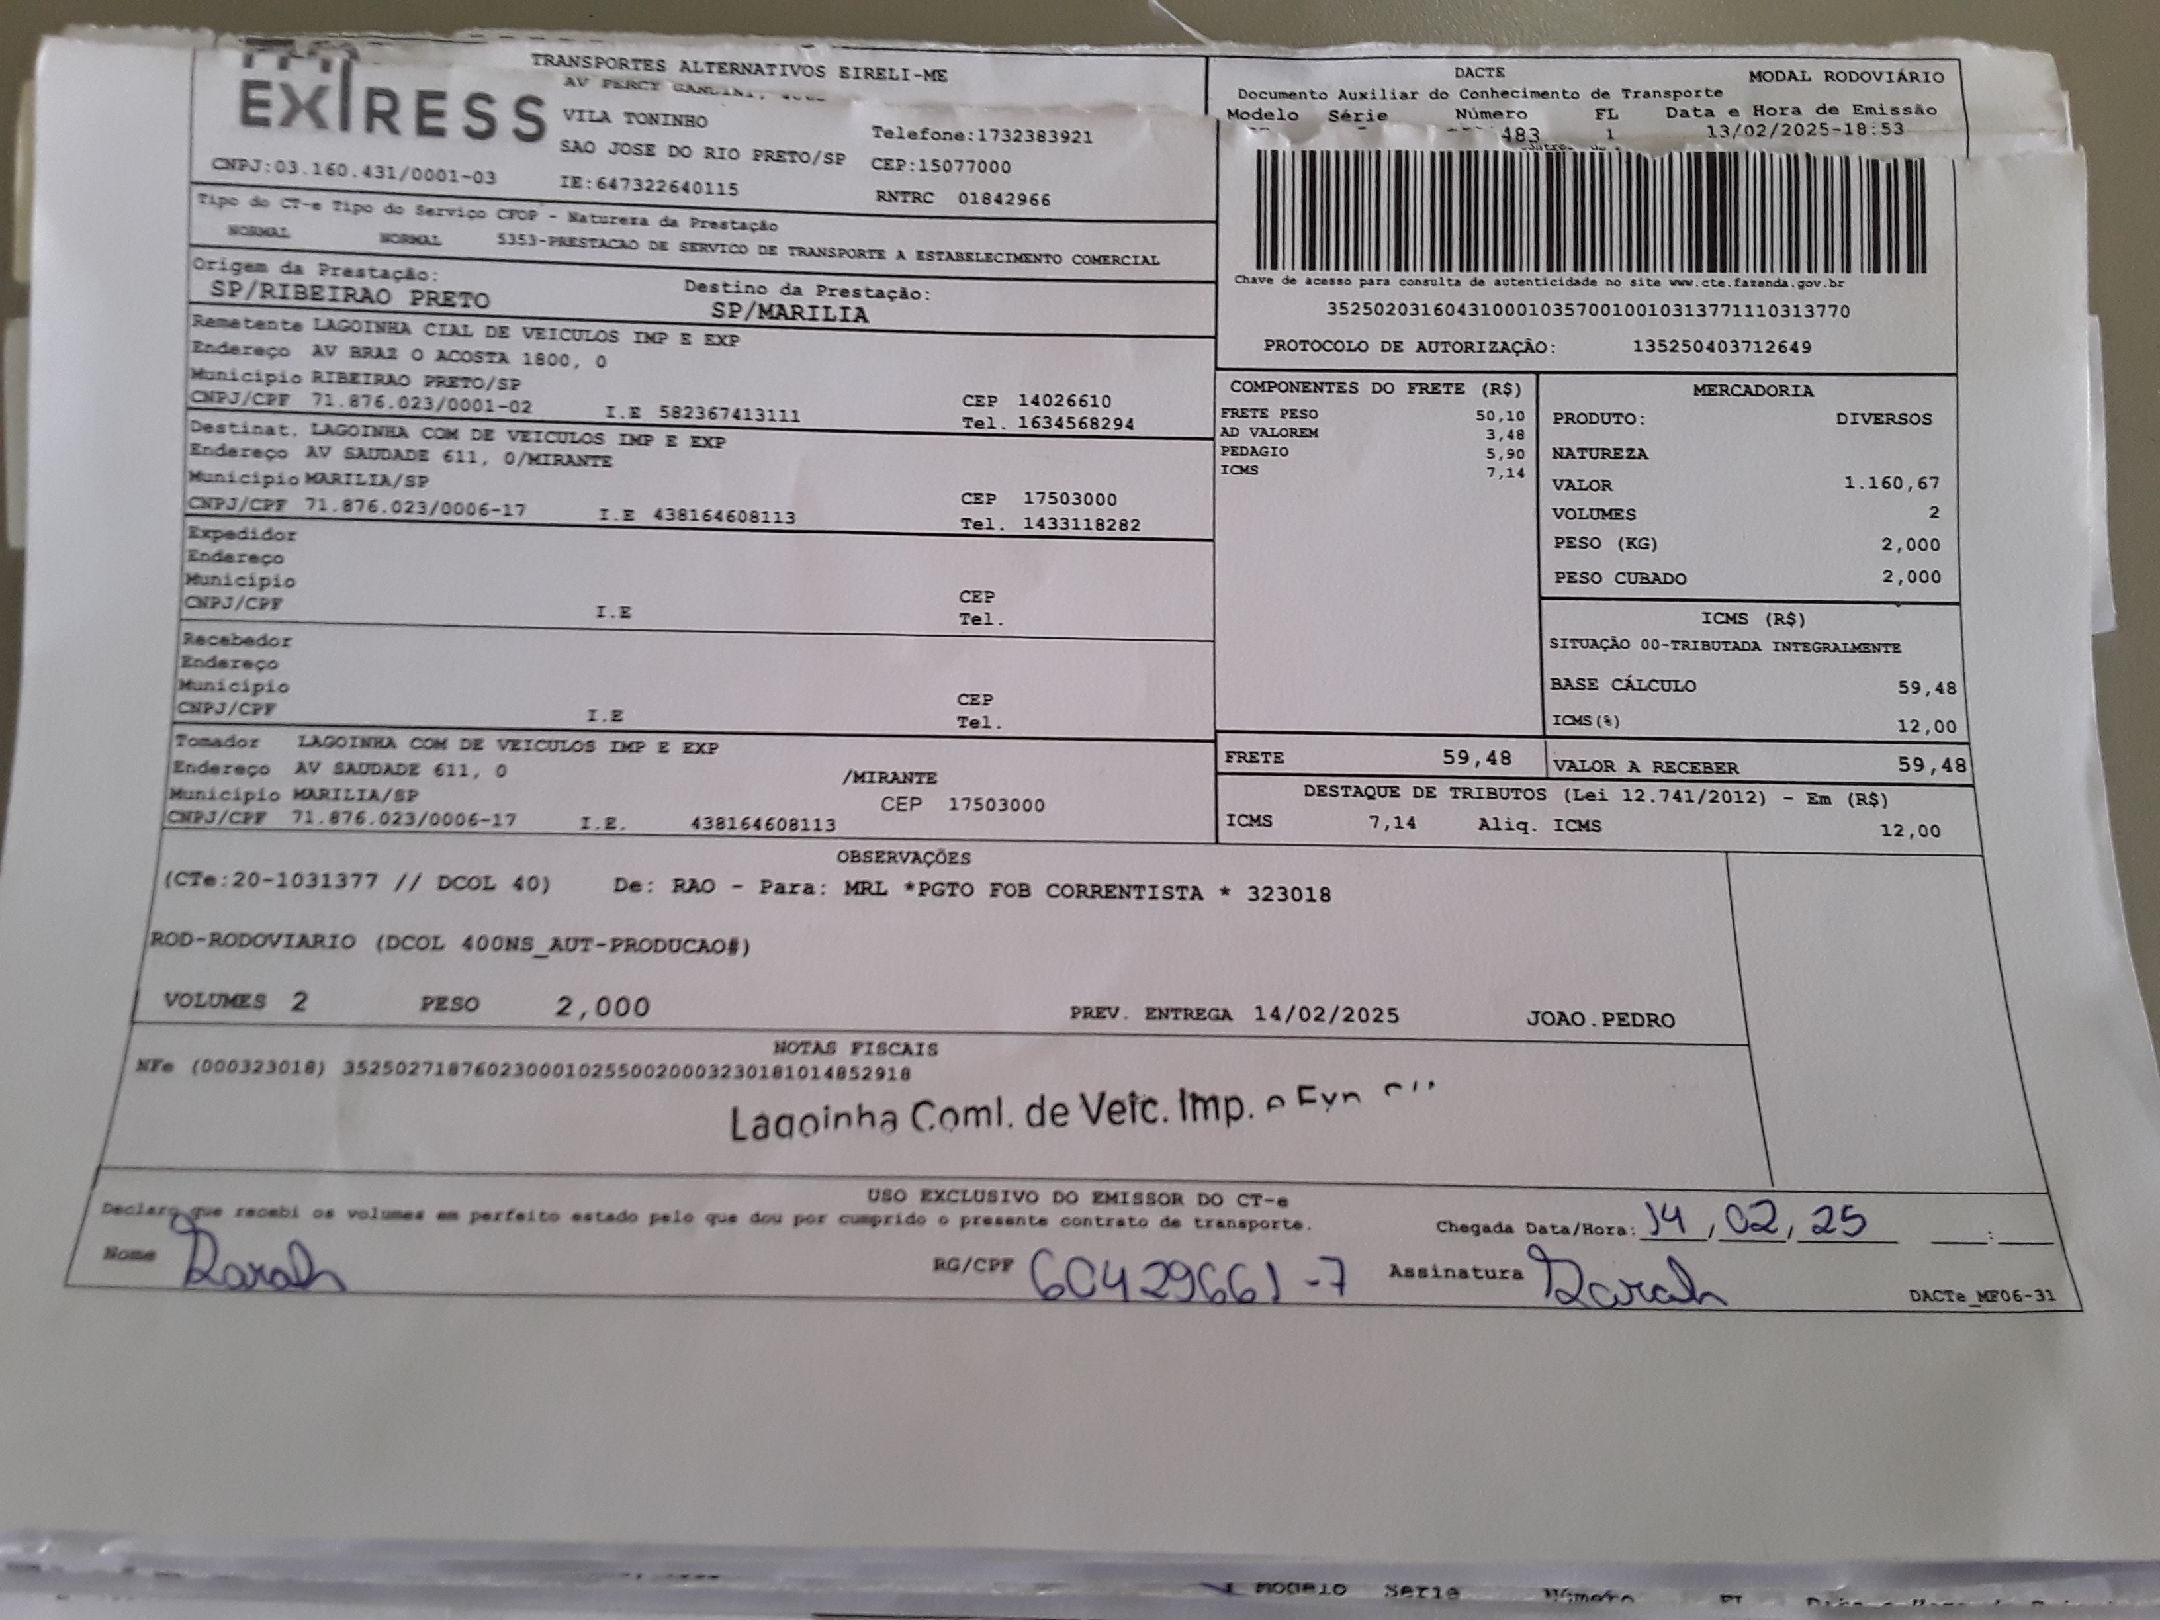 EXPRESS
TRANSPORTES ALTERNATIVOS EIRELI-ME
VILA TONINHO
SAO JOSE DO RIO PRETO/SP
Telefone:1732383921
CEP:15077000
CNPJ:03.160.431/0001-03
IE:647322640115
RNTRC 01842966
DACTE MODAL RODOVIÁRIO
Documento Auxiliar do Conhecimento de Transporte
Modelo Série Número FL Data e Hora de Emissão
483 1 13/02/2025-18:53
Tipo do CT-e Tipo do Serviço CFOP - Natureza da Prestação
NORMAL NORMAL 5353-PRESTACAO DE SERVICO DE TRANSPORTE A ESTABELECIMENTO COMERCIAL
Origem da Prestação: Destino da Prestação:
SP/RIBEIRAO PRETO SP/MARILIA
Chave de acesso para consulta de autenticidade no site www.cte.fazenda.gov.br
35250203160431000103570010010313771110313770
PROTOCOLO DE AUTORIZAÇÃO: 135250403712649
Remetente LAGOINHA CIAL DE VEICULOS IMP E EXP
Endereço AV BRAZ O ACOSTA 1800, 0
Municipio RIBEIRAO PRETO/SP CEP 14026610
CNPJ/CPF 71.876.023/0001-02 I.E 582367413111 Tel. 1634568294
Destinat. LAGOINHA COM DE VEICULOS IMP E EXP
Endereço AV SAUDADE 611, 0/MIRANTE
Municipio MARILIA/SP CEP 17503000
CNPJ/CPF 71.876.023/0006-17 I.E 438164608113 Tel. 1433118282
Expedidor
Endereço
Municipio CEP
CNPJ/CPF I.E Tel.
Recebedor
Endereço
Municipio CEP
CNPJ/CPF I.E Tel.
Tomador LAGOINHA COM DE VEICULOS IMP E EXP
Endereço AV SAUDADE 611, 0 /MIRANTE
Municipio MARILIA/SP CEP 17503000
CNPJ/CPF 71.876.023/0006-17 I.E. 438164608113
COMPONENTES DO FRETE (R$)
FRETE PESO 50,10
AD VALOREM 3,48
PEDAGIO 5,90
ICMS 7,14
MERCADORIA
PRODUTO: DIVERSOS
NATUREZA
VALOR 1.160,67
VOLUMES 2
PESO (KG) 2,000
PESO CUBADO 2,000
ICMS (R$)
SITUAÇÃO 00-TRIBUTADA INTEGRALMENTE
BASE CÁLCULO 59,48
ICMS(%) 12,00
FRETE 59,48 VALOR A RECEBER 59,48
DESTAQUE DE TRIBUTOS (Lei 12.741/2012) - Em (R$)
ICMS 7,14 Aliq. ICMS 12,00
OBSERVAÇÕES
(CTe:20-1031377 // DCOL 40) De: RAO - Para: MRL *PGTO FOB CORRENTISTA * 323018
ROD-RODOVIARIO (DCOL 400NS_AUT-PRODUCAO#)
VOLUMES 2 PESO 2,000 PREV. ENTREGA 14/02/2025 JOAO.PEDRO
NOTAS FISCAIS
NFe (000323018) 35250271876023000102550020003230181014852918
Lagoinha Coml. de Veic. Imp. e Exp
USO EXCLUSIVO DO EMISSOR DO CT-e
Declaro que recebi os volumes em perfeito estado pelo que dou por cumprido o presente contrato de transporte.
Chegada Data/Hora: 14,02,25 :
Nome Darah RG/CPF 60429661-7 Assinatura Darah
DACTe_MF06-31
Modelo Série Número FL